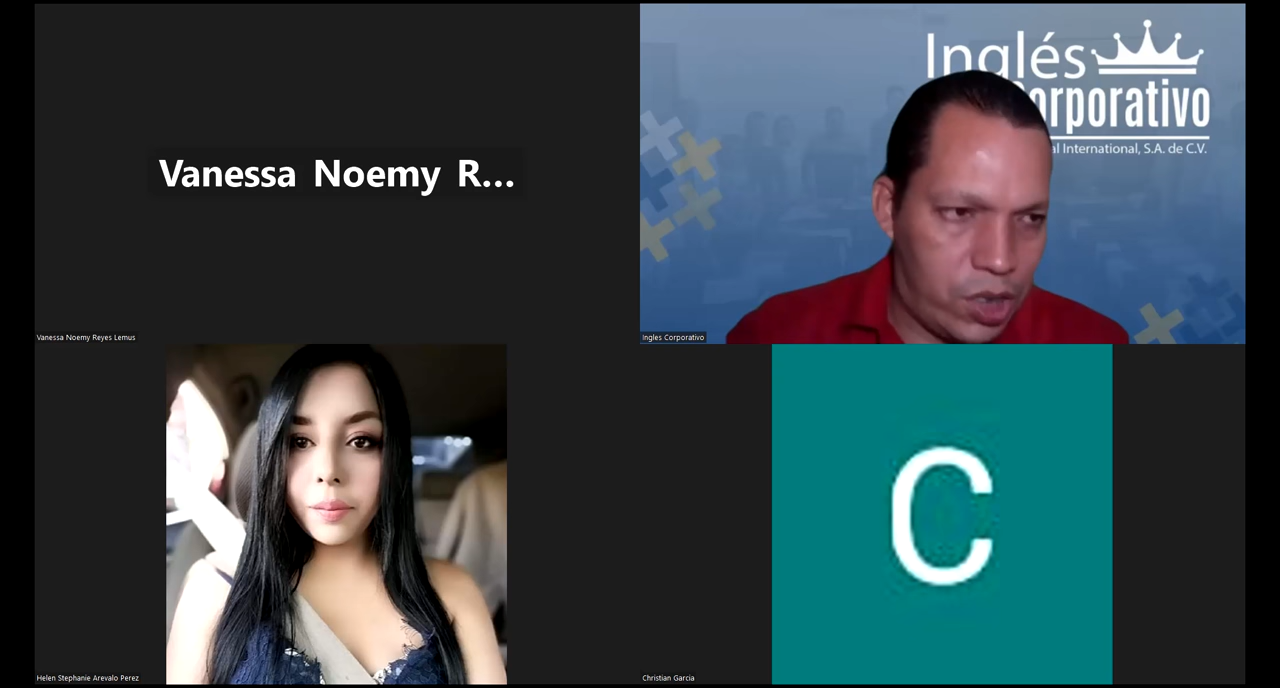 Vanessa Noemy R...
Vanessa Noemy Reyes Lemus
Inglés
orporativo
al International, S.A. de C.V.
Ingles Corporativo
Helen Stephanie Arevalo Perez
C
Christian Garcia